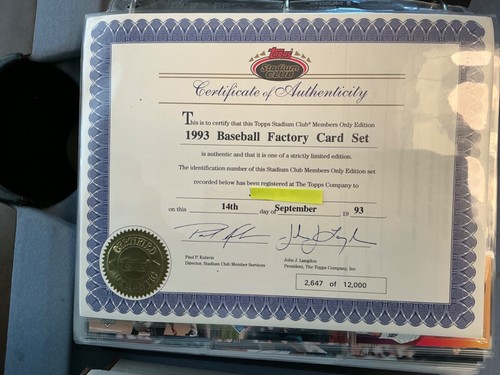 Topps
Stadium
CLUB
Certificate of Authenticity
This is to certify that this Topps Stadium Club® Members Only Edition
1993 Baseball Factory Card Set
is authentic and that it is one of a strictly limited edition.
The identification number of this Stadium Club Members Only Edition set
recorded below has been registered at The Topps Company to
on this 14th day of September 19 93
Director, Stadium Club Member Services
John J. Langdon
President, The Topps Company, Inc.
2,647 of 12,000
CERTIFIED